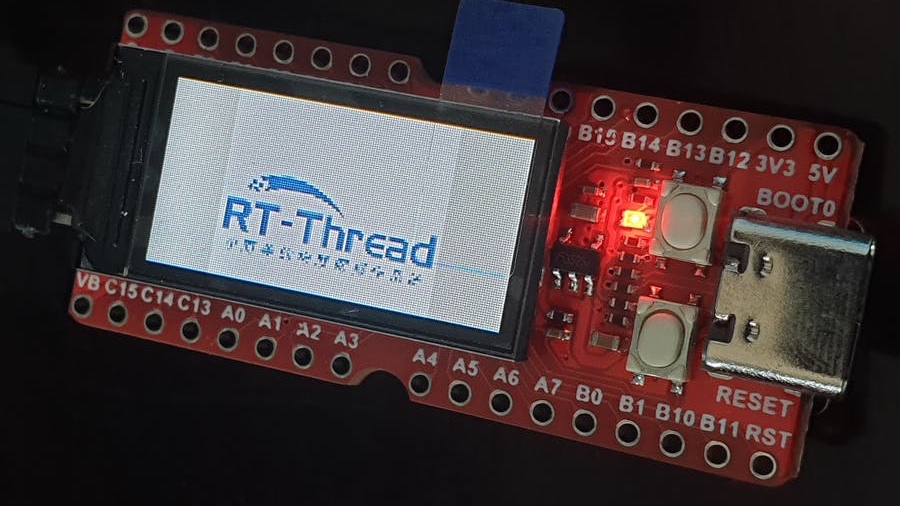 B15 B14 B13 B12 3V3 5V
BOOT0
RT-Thread
VB C15 C14 C13 A0 A1 A2 A3
A4 A5 A6 A7 B0 B1 B10 B11 RST
RESET